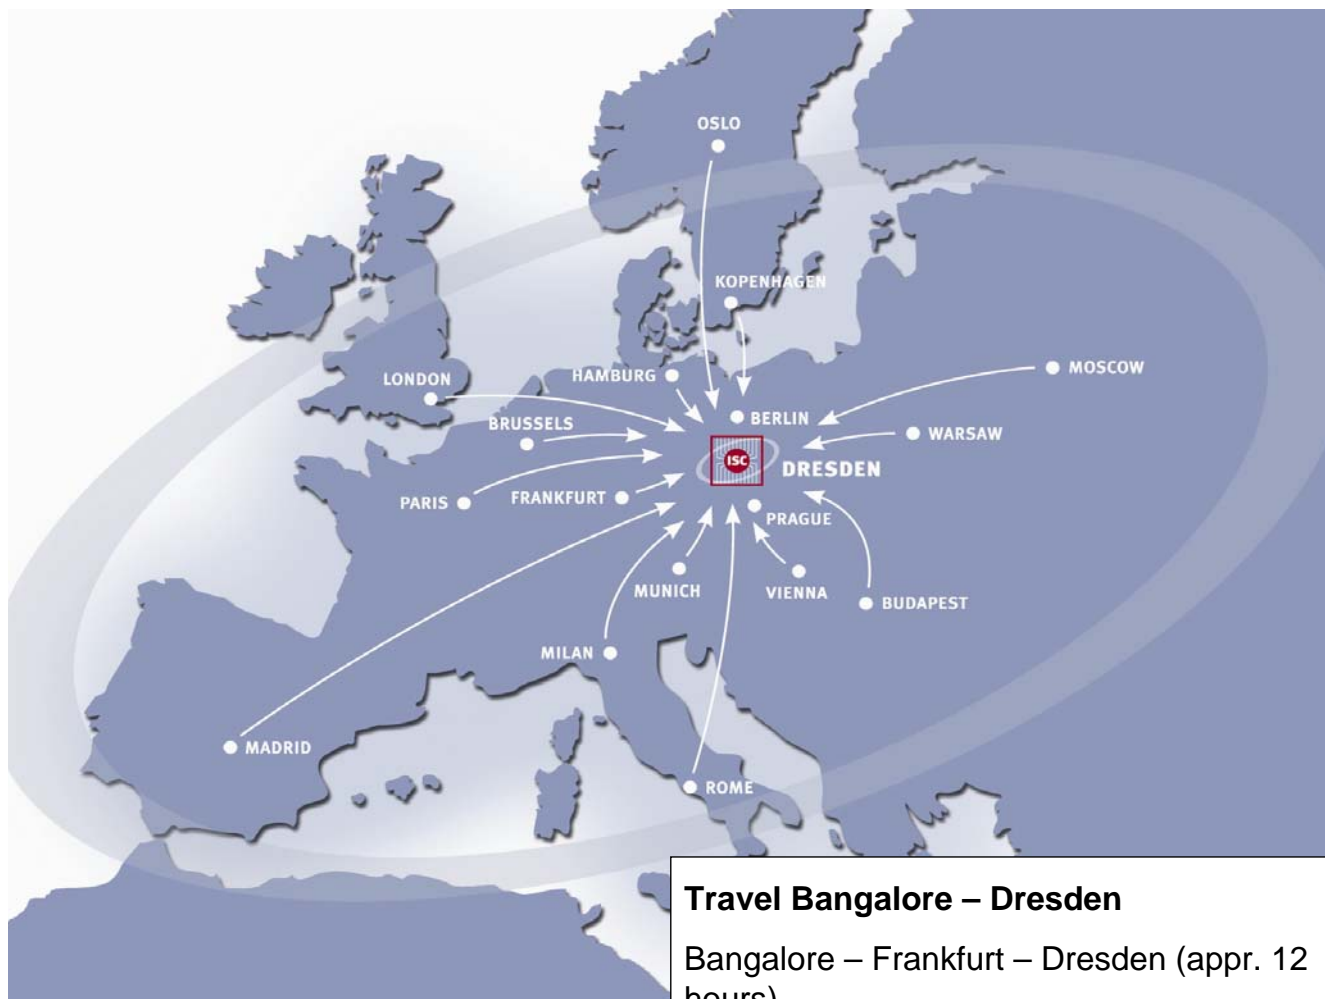 OSLO
KOPENHAGEN
MOSCOW
HAMBURG
LONDON
BERLIN
BRUSSELS
WARSAW
ISC
DRESDEN
PARIS
FRANKFURT
PRAGUE
MUNICH
VIENNA
BUDAPEST
MILAN
MADRID
ROME
Travel Bangalore – Dresden
Bangalore – Frankfurt – Dresden (appr. 12
hours)